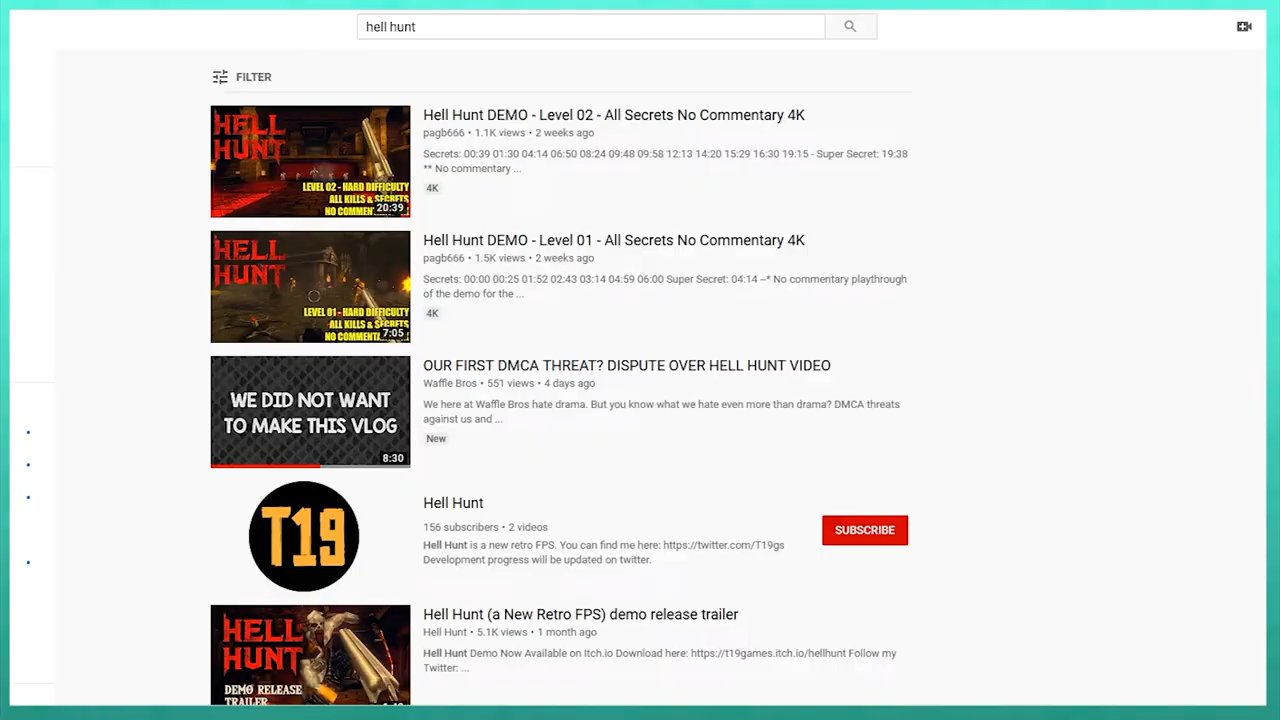 hell hunt
FILTER
HELL
HUNT
LEVEL 02 - HARD DIFFICULTY
ALL KILLS & SECRETS
NO COMMENT
20:39
Hell Hunt DEMO - Level 02 - All Secrets No Commentary 4K
pagb666 • 1.1K views • 2 weeks ago
Secrets: 00:39 01:30 04:14 06:50 08:24 09:48 09:58 12:13 14:20 15:29 16:30 19:15 - Super Secret: 19:38
** No commentary ...
4K
HELL
HUNT
LEVEL 01 - HARD DIFFICULTY
ALL KILLS & SECRETS
NO COMMENTA
7:05
Hell Hunt DEMO - Level 01 - All Secrets No Commentary 4K
pagb666 • 1.5K views • 2 weeks ago
Secrets: 00:00 00:25 01:52 02:43 03:14 04:59 06:00 Super Secret: 04:14 --* No commentary playthrough
of the demo for the ...
4K
WE DID NOT WANT
TO MAKE THIS VLOG
8:30
OUR FIRST DMCA THREAT? DISPUTE OVER HELL HUNT VIDEO
Waffle Bros • 551 views • 4 days ago
We here at Waffle Bros hate drama. But you know what we hate even more than drama? DMCA threats
against us and ...
New
T19
Hell Hunt
156 subscribers • 2 videos
Hell Hunt is a new retro FPS. You can find me here: https://twitter.com/T19gs
Development progress will be updated on twitter.
SUBSCRIBE
HELL
HUNT
DEMO RELEASE
TRAILER
Hell Hunt (a New Retro FPS) demo release trailer
Hell Hunt • 5.1K views • 1 month ago
Hell Hunt Demo Now Available on Itch.io Download here: https://t19games.itch.io/hellhunt Follow my
Twitter: ...